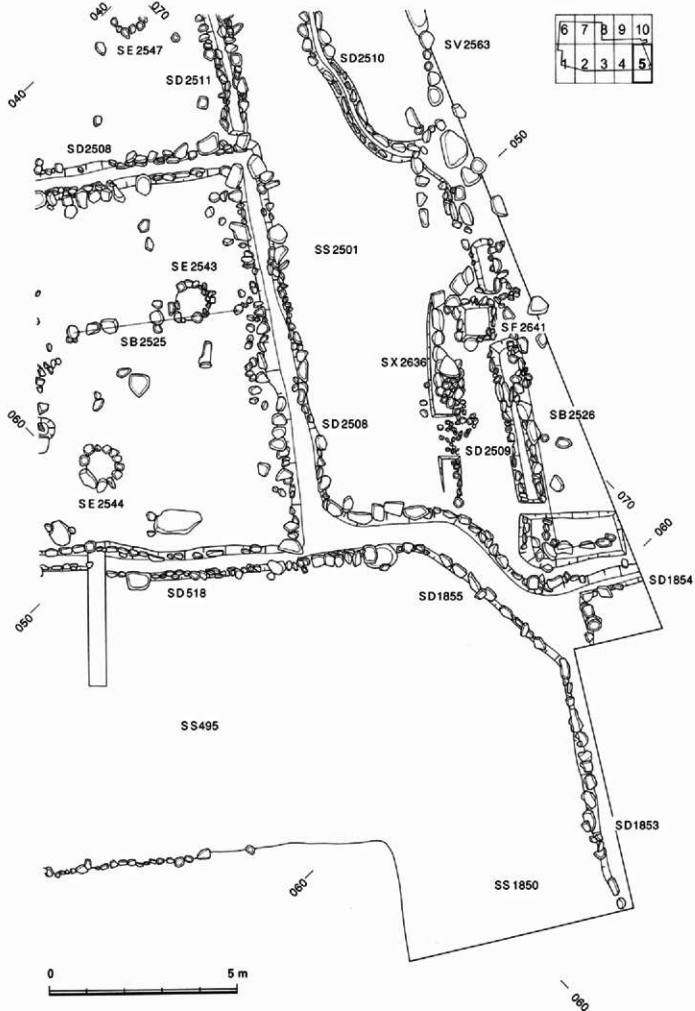 040
070
SE2547
SV2563
6 7 8 9 10
1 2 3 4 5
SD2511
SD2510
040
050
SD2508
SS2501
SE2543
SF2641
SB2525
SX2636
SB2526
SD2508
060
SD2509
SE2544
070
060
SD518
SD1855
SD1854
050
SS495
SD1853
060
SS1850
0 5 m
060